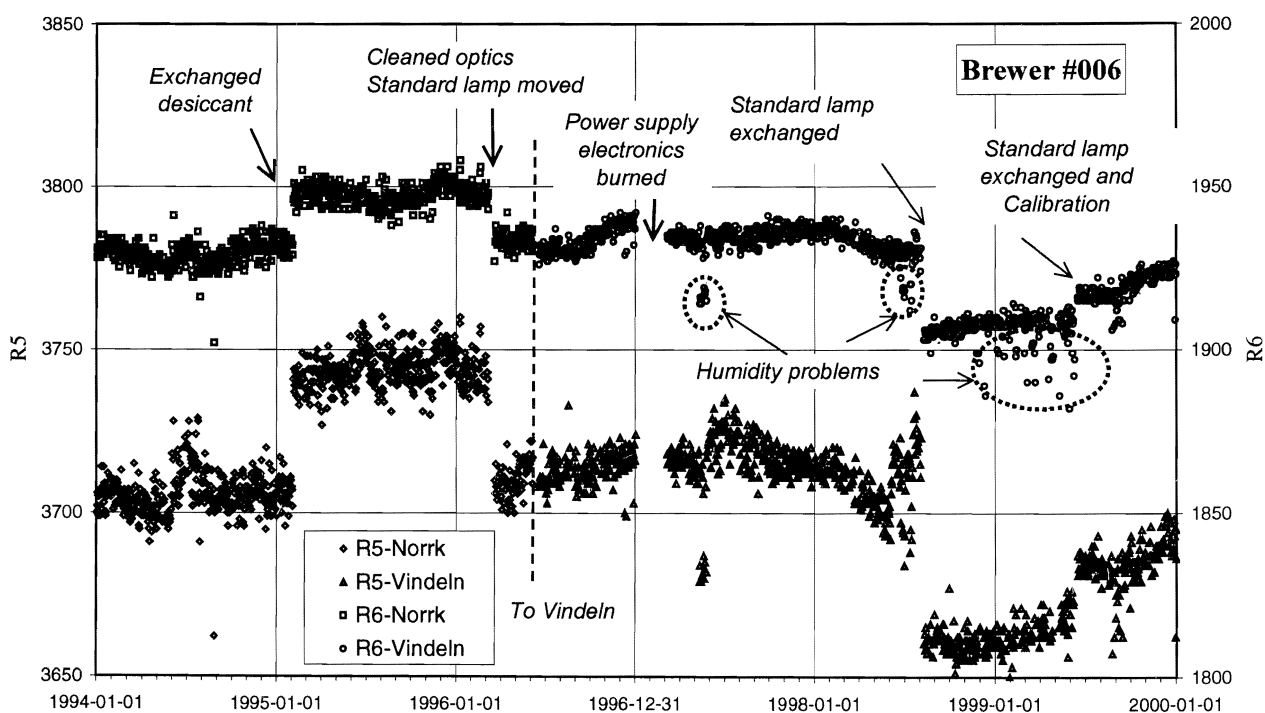 3850
2000
Cleaned optics
Standard lamp moved
Brewer #006
Exchanged
desiccant
Standard lamp
exchanged
Power supply
electronics
burned
Standard lamp
exchanged and
Calibration
3800
1950
3750
1900
R5
R6
Humidity problems
3700
1850
R5-Norrk
R5-Vindeln
R6-Norrk
R6-Vindeln
To Vindeln
3650
1800
1994-01-01
1995-01-01
1996-01-01
1996-12-31
1998-01-01
1999-01-01
2000-01-01